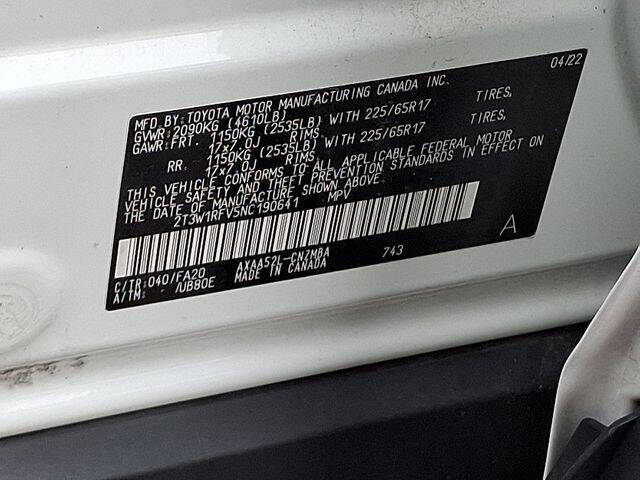 04/22
MFD.BY:TOYOTA MOTOR MANUFACTURING CANADA INC.
GVWR:2090KG (4610LB)
GAWR:FRT. 1150KG (2535LB) WITH 225/65R17 TIRES,
17x7.0J RIMS
RR. 1150KG (2535LB) WITH 225/65R17 TIRES,
17x7.0J RIMS
THIS VEHICLE CONFORMS TO ALL APPLICABLE FEDERAL MOTOR
VEHICLE SAFETY AND THEFT PREVENTION STANDARDS IN EFFECT ON
THE DATE OF MANUFACTURE SHOWN ABOVE.
2T3W1RFV5NC190641 MPV
C/TR:040/FA20 AXAA52L-CNZMBA 743 A
A/TM: /UB80E MADE IN CANADA